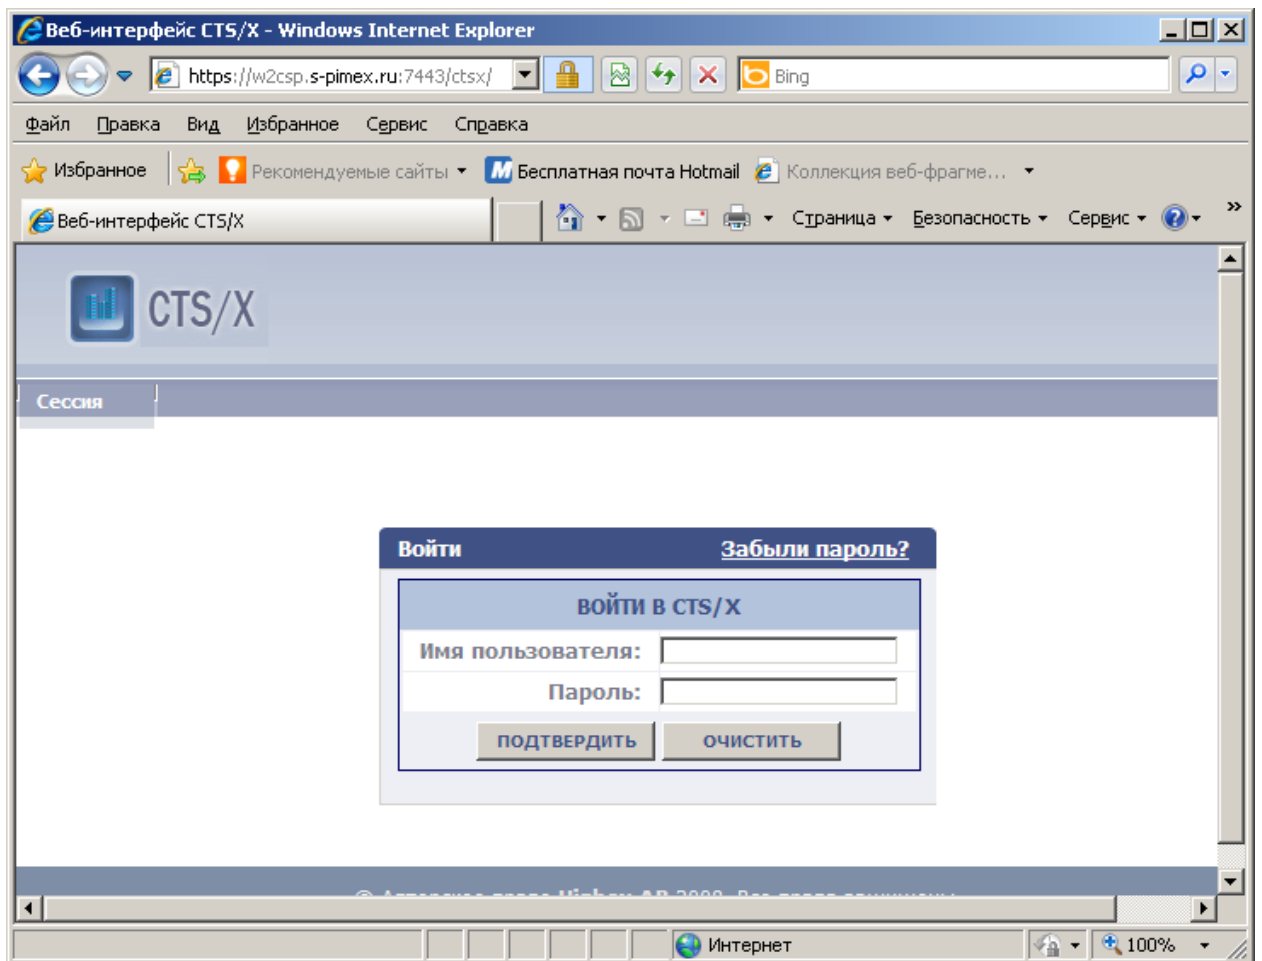 Веб-интерфейс CTS/X - Windows Internet Explorer
https://w2csp.s-pimex.ru:7443/ctsx/ Bing
Файл Правка Вид Избранное Сервис Справка
Избранное Рекомендуемые сайты Бесплатная почта Hotmail Коллекция веб-фрагме...
Веб-интерфейс CTS/X Страница Безопасность Сервис »
CTS/X
Сессия
Войти Забыли пароль?
ВОЙТИ В CTS/X
Имя пользователя:
Пароль:
ПОДТВЕРДИТЬ ОЧИСТИТЬ
Интернет 100%